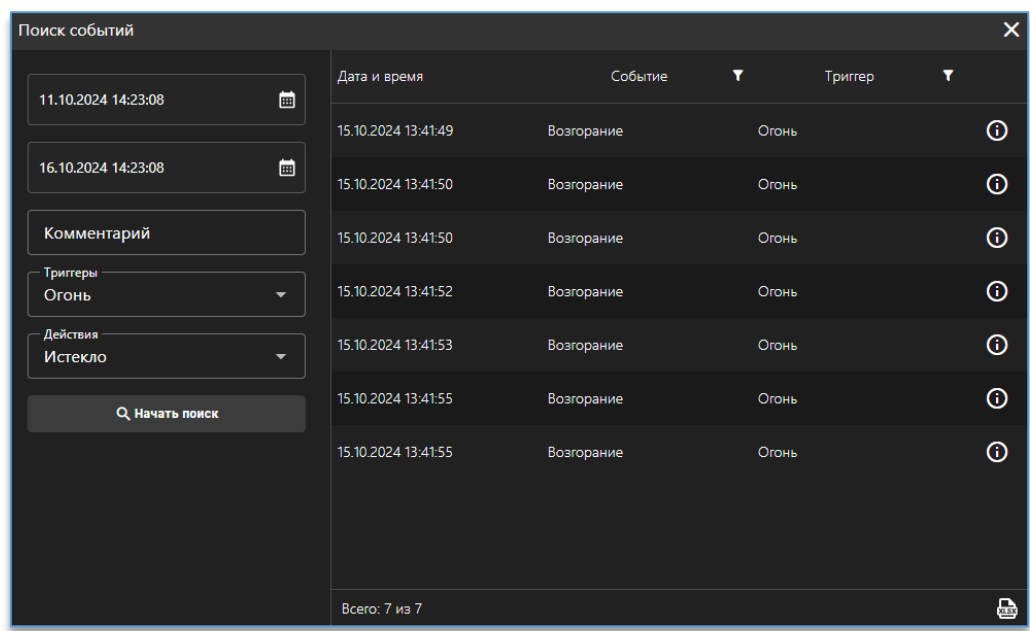 Поиск событий
11.10.2024 14:23:08
16.10.2024 14:23:08
Комментарий
Триггеры
Огонь
Действия
Истекло
Начать поиск
Дата и время Событие Триггер
15.10.2024 13:41:49 Возгорание Огонь
15.10.2024 13:41:50 Возгорание Огонь
15.10.2024 13:41:50 Возгорание Огонь
15.10.2024 13:41:52 Возгорание Огонь
15.10.2024 13:41:53 Возгорание Огонь
15.10.2024 13:41:55 Возгорание Огонь
15.10.2024 13:41:55 Возгорание Огонь
Всего: 7 из 7
XLSX